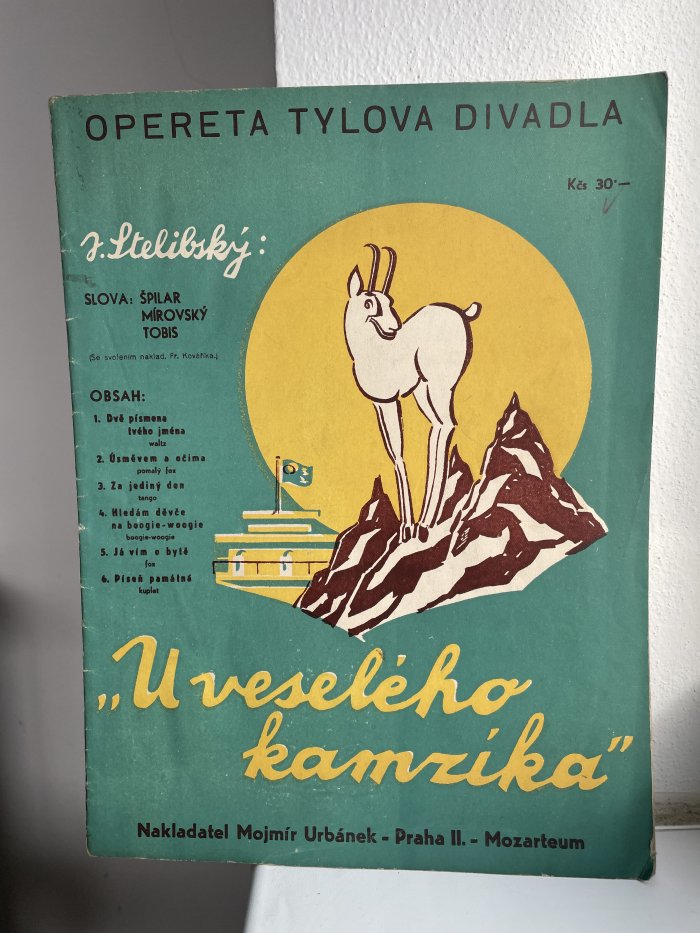 OPERETA TYLOVA DIVADLA
Kčs 30·—
J. Stelibský:
SLOVA: ŠPILAR
MÍROVSKÝ
TOBIS
(Se svolením naklad. Fr. Kováříka.)
OBSAH:
1. Dvě písmena
tvého jména
waltz
2. Úsměvem a očima
pomalý fox
3. Za jediný den
tango
4. Hledám děvče
na boogie-woogie
boogie-woogie
5. Já vím o bytě
fox
6. Píseň památná
kuplet
„U veselého
kamzíka”
Nakladatel Mojmír Urbánek - Praha II. - Mozarteum